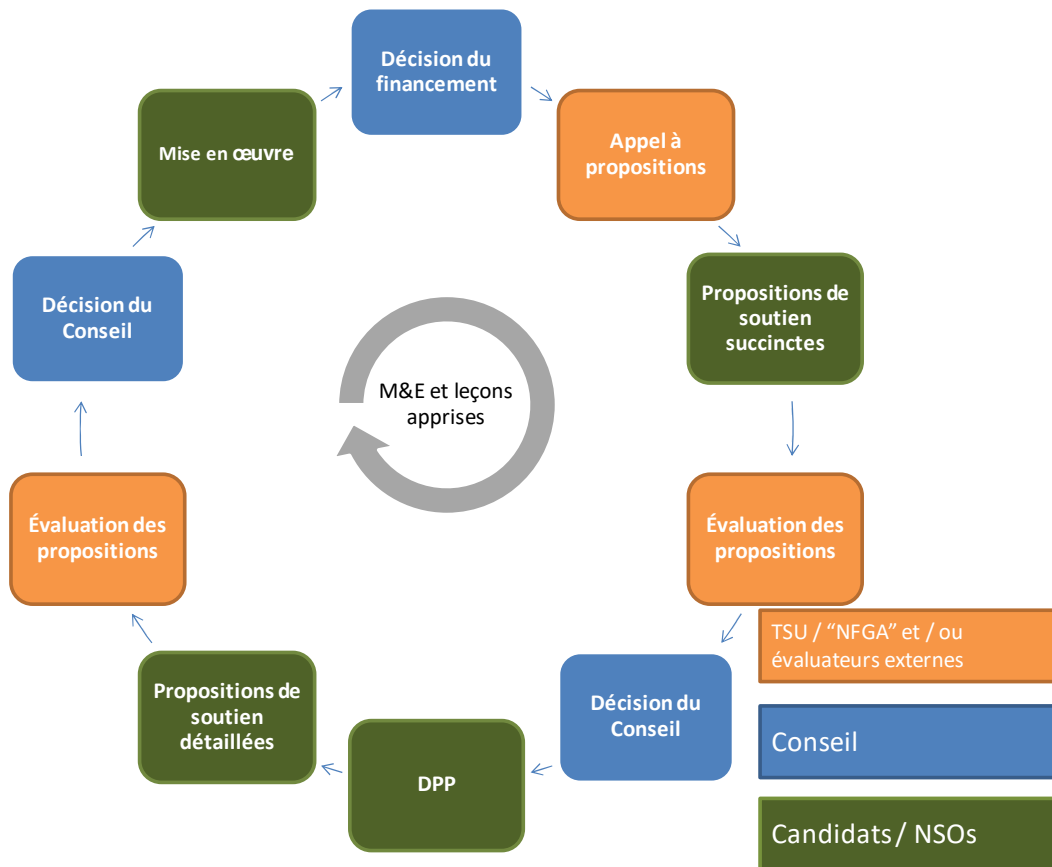 Décision du
financement
Appel à
propositions
Propositions de
soutien
succinctes
Évaluation des
propositions
Décision du
Conseil
DPP
Propositions de
soutien
détaillées
Évaluation des
propositions
Décision du
Conseil
Mise en œuvre
M&E et leçons
apprises
TSU / “NFGA” et / ou
évaluateurs externes
Conseil
Candidats / NSOs